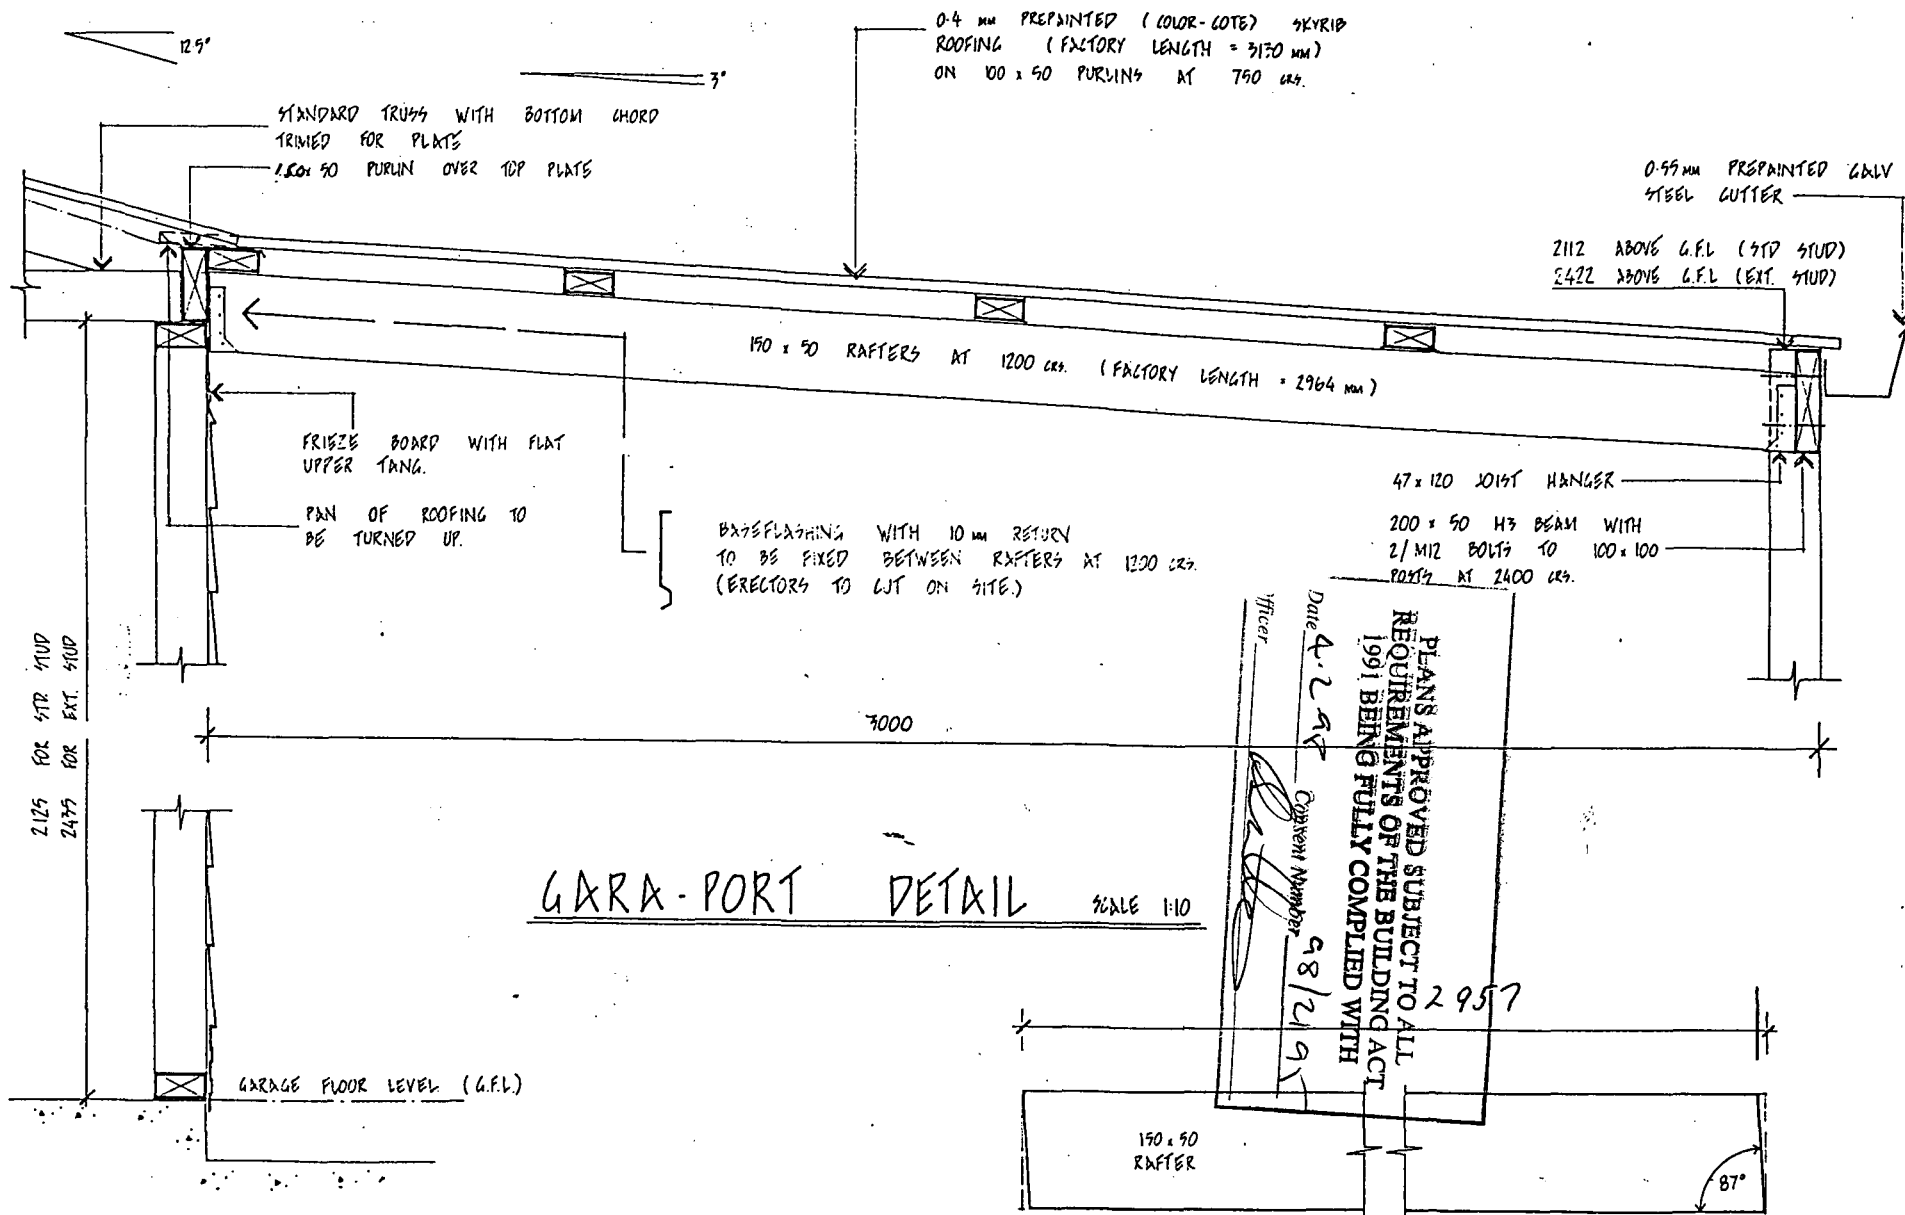 12.5°
3°
0.4 MM PREPAINTED (COLOR-COTE) SKYRIB
ROOFING (FACTORY LENGTH = 3130 MM)
ON 100 x 50 PURLINS AT 750 CRS.
STANDARD TRUSS WITH BOTTOM CHORD
TRIMED FOR PLATE
50 PURLIN OVER TOP PLATE
0.55 MM PREPAINTED GALV
STEEL GUTTER
2112 ABOVE G.F.L (STD STUD)
2422 ABOVE G.F.L (EXT. STUD)
150 x 50 RAFTERS AT 1200 CRS. (FACTORY LENGTH = 2964 MM)
FRIEZE BOARD WITH FLAT
UPPER TANG.
PAN OF ROOFING TO
BE TURNED UP.
BASEFLASHING WITH 10 MM RETURN
TO BE FIXED BETWEEN RAFTERS AT 1200 CRS.
(ERECTORS TO CUT ON SITE.)
47 x 120 JOIST HANGER
200 x 50 H3 BEAM WITH
2/ M12 BOLTS TO 100 x 100
POSTS AT 2400 CRS.
2125 FOR STD STUD
2435 FOR EXT. STUD
3000
PLANS APPROVED SUBJECT TO ALL
REQUIREMENTS OF THE BUILDING ACT
1991 BEING FULLY COMPLIED WITH
Date 4.2.98 Consent Number 98/219
Officer
GARA-PORT DETAIL SCALE 1:10
2957
GARAGE FLOOR LEVEL (G.F.L.)
150 x 50
RAFTER
87°